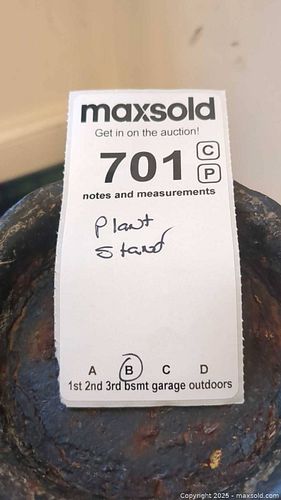 maxsold
Get in on the auction!
701 C
P
notes and measurements
Plant
Stand
A B C D
1st 2nd 3rd bsmt garage outdoors
Copyright 2025 - maxsold.com